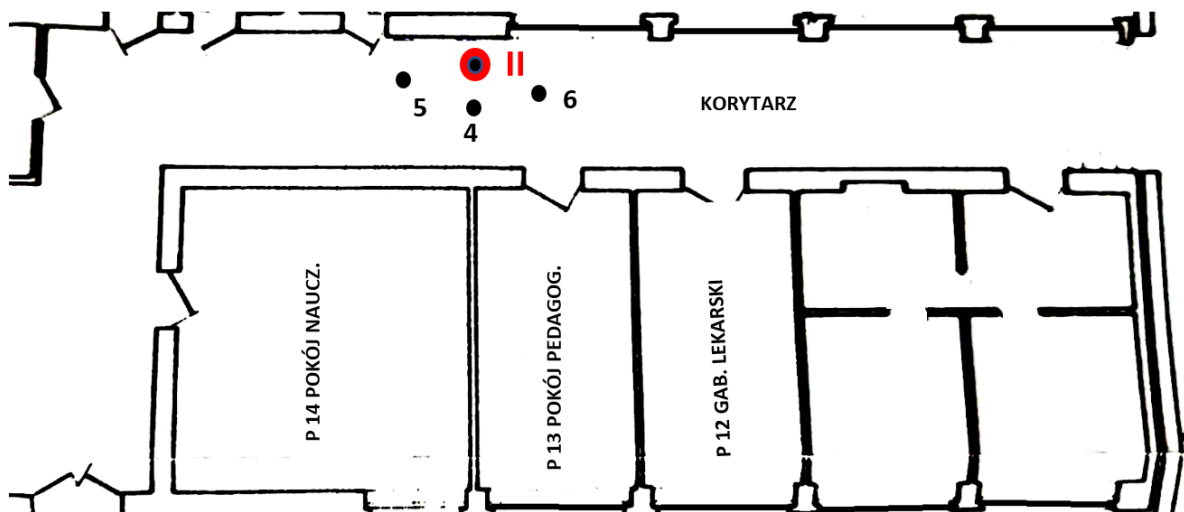 II
5
6
4
KORYTARZ
P 14 POKÓJ NAUCZ.
P 13 POKÓJ PEDAGOG.
P 12 GAB. LEKARSKI